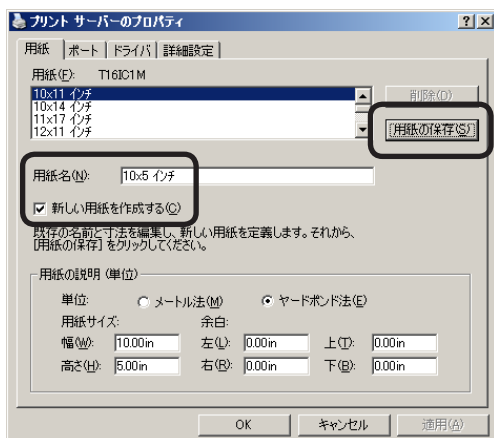 プリント サーバーのプロパティ
用紙 ポート ドライバ 詳細設定
用紙(F): T16IC1M
10x11 インチ
10x14 インチ
11x17 インチ
12x11 インチ
削除(D)
用紙の保存(S)
用紙名(N): 10x5 インチ
新しい用紙を作成する(C)
既存の名前と寸法を編集し、新しい用紙を定義します。それから、
[用紙の保存] をクリックしてください。
用紙の説明 (単位)
単位: メートル法(M) ヤードポンド法(E)
用紙サイズ: 余白:
幅(W): 10.00in 左(L): 0.00in 上(T): 0.00in
高さ(H): 5.00in 右(R): 0.00in 下(B): 0.00in
OK キャンセル 適用(A)